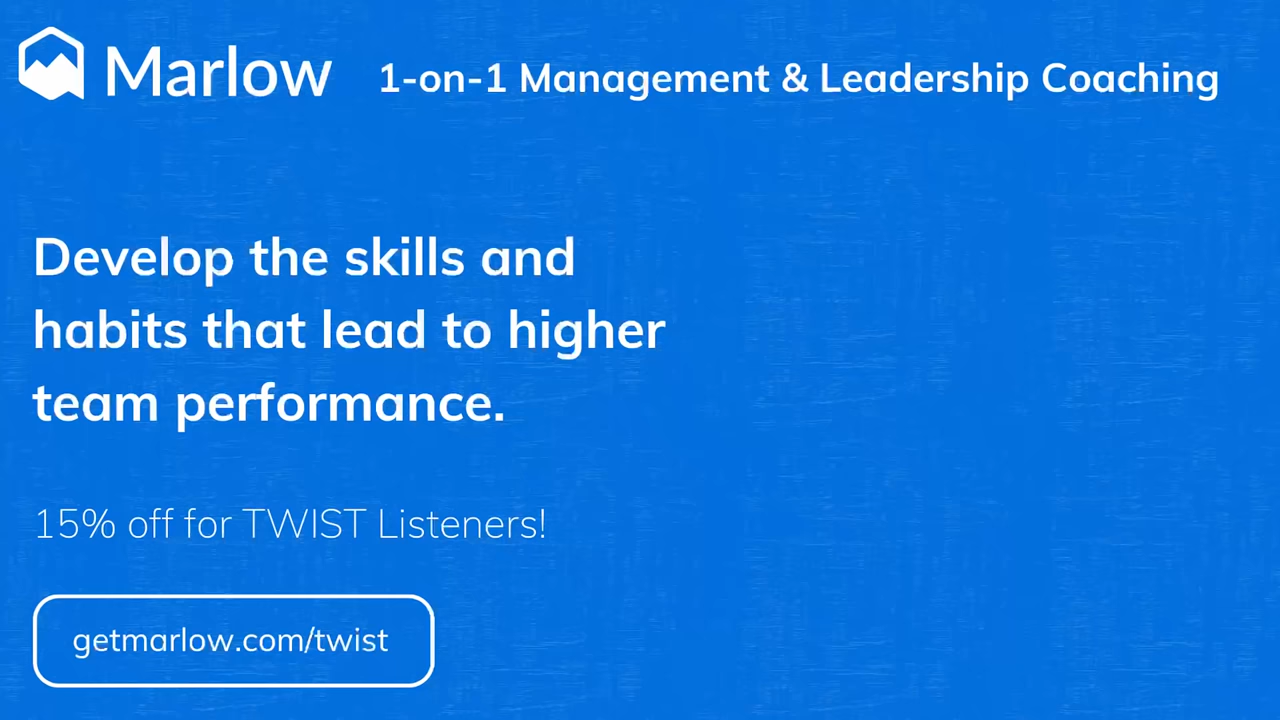 Marlow
1-on-1 Management & Leadership Coaching
Develop the skills and
habits that lead to higher
team performance.
15% off for TWIST Listeners!
getmarlow.com/twist